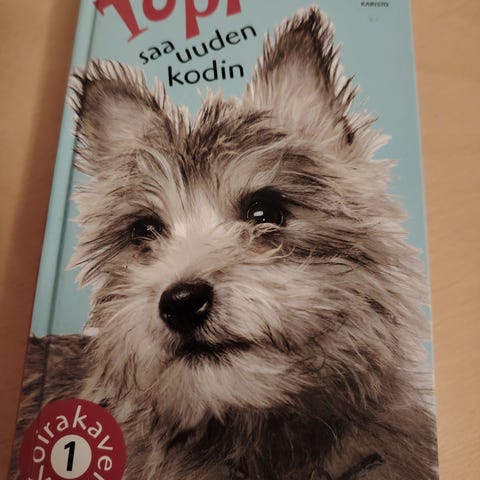 KARISTO
Topi
saa
uuden
kodin
1